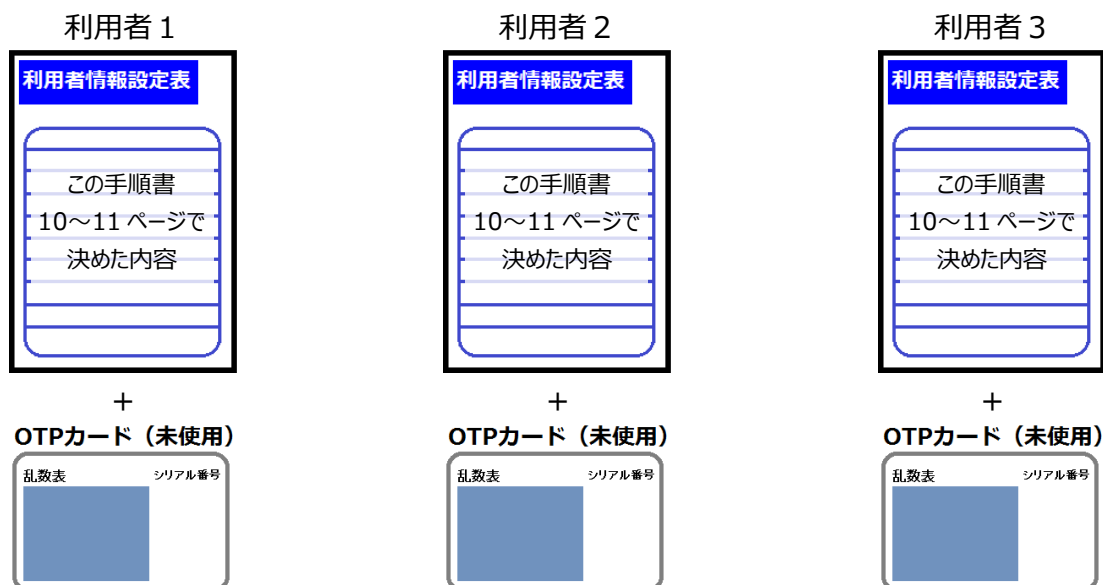 利用者１
利用者情報設定表
この手順書
10～11 ページで
決めた内容
＋
OTPカード（未使用）
乱数表 シリアル番号
利用者２
利用者情報設定表
この手順書
10～11 ページで
決めた内容
＋
OTPカード（未使用）
乱数表 シリアル番号
利用者３
利用者情報設定表
この手順書
10～11 ページで
決めた内容
＋
OTPカード（未使用）
乱数表 シリアル番号